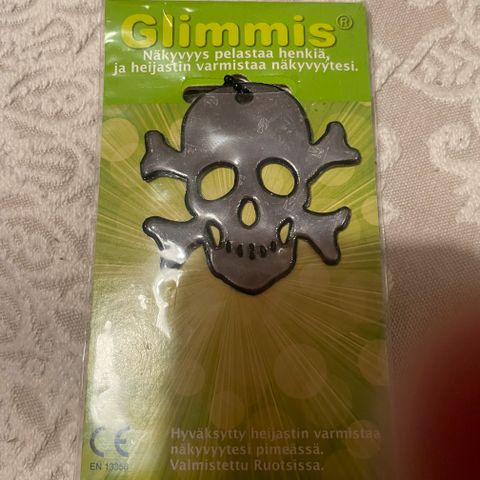 Glimmis®
Näkyvyys pelastaa henkiä,
ja heijastin varmistaa näkyvyytesi.
Hyväksytty heijastin varmistaa
näkyvyytesi pimeässä.
Valmistettu Ruotsissa.
CE
EN 13356